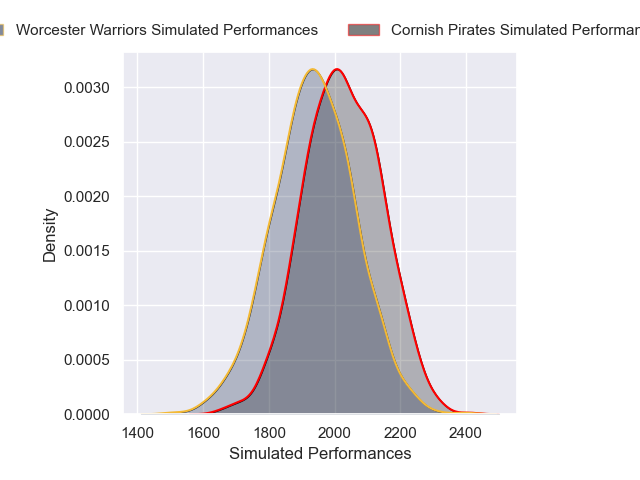 Worcester Warriors Simulated Performances
Cornish Pirates Simulated
0.0030
0.0025
0.0020
0.0015
0.0010
0.0005
0.0000
Density
1400 1600 1800 2000 2200 2400
Simulated Performances